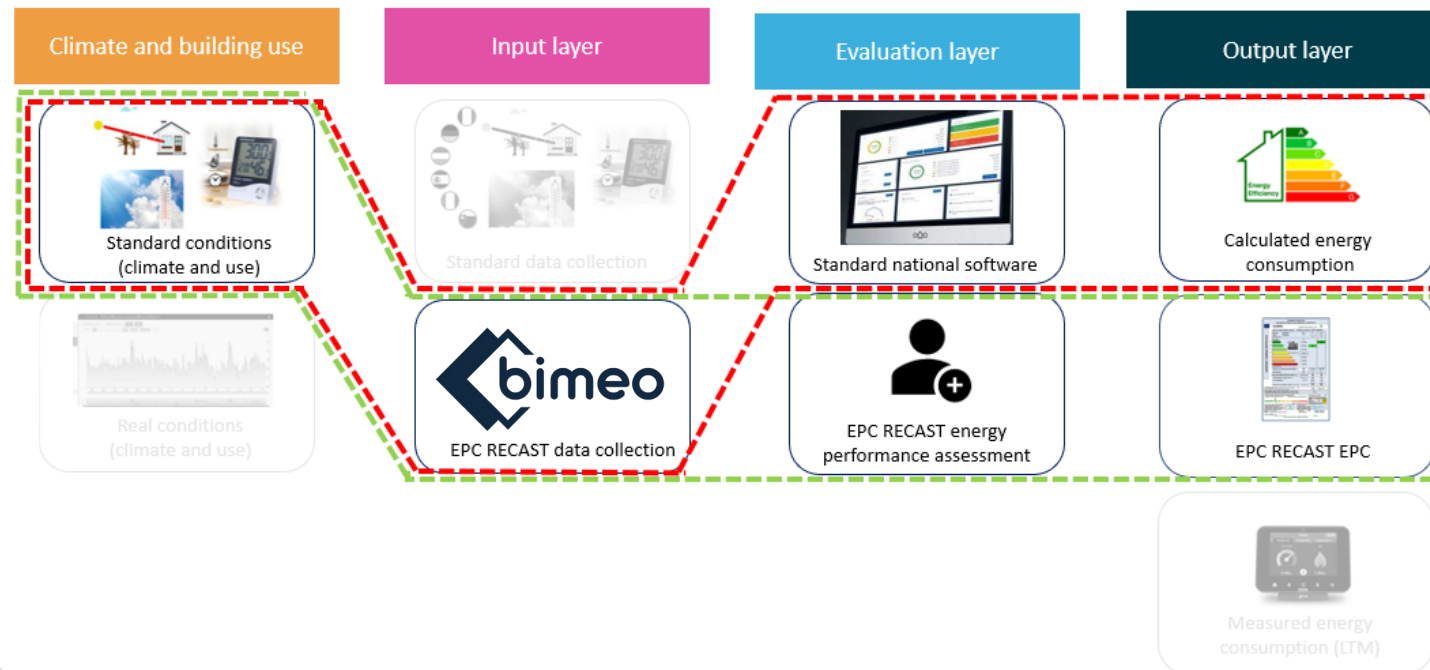 Climate and building use
Input layer
Evaluation layer
Output layer
Standard conditions
(climate and use)
Standard data collection
Standard national software
Energy
Efficiency
A
B
C
D
E
F
G
Calculated energy
consumption
Real conditions
(climate and use)
bimeo
EPC RECAST data collection
EPC RECAST energy
performance assessment
EPC RECAST EPC
Measured energy
consumption (LTM)